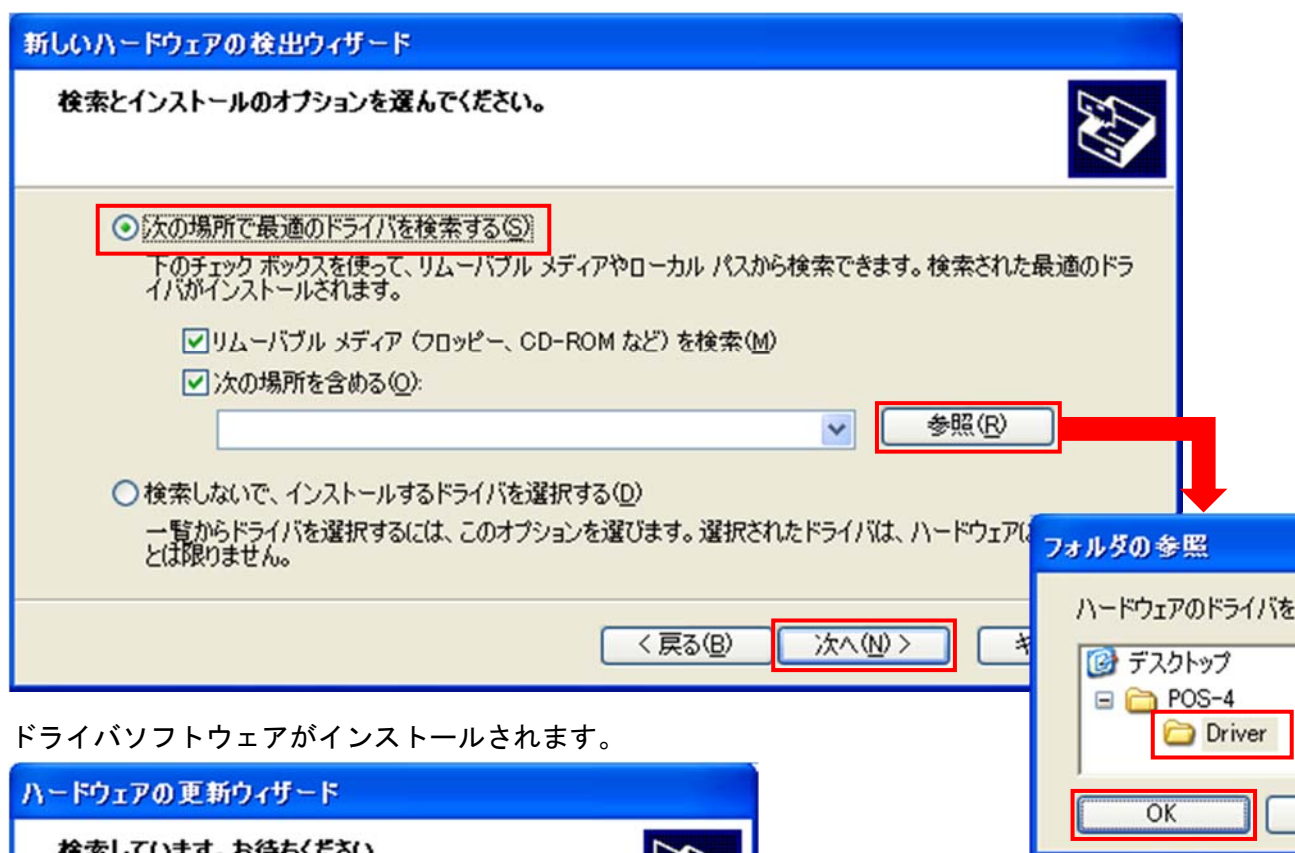 新しいハードウェアの検出ウィザード
検索とインストールのオプションを選んでください。
次の場所で最適のドライバを検索する(S)
下のチェック ボックスを使って、リムーバブル メディアやローカル パスから検索できます。検索された最適のドラ
イバがインストールされます。
リムーバブル メディア (フロッピー、CD-ROM など) を検索(M)
次の場所を含める(O):
参照(R)
検索しないで、インストールするドライバを選択する(D)
一覧からドライバを選択するには、このオプションを選びます。選択されたドライバは、ハードウェアに
とは限りません。
< 戻る(B)
次へ(N) >
フォルダの参照
ハードウェアのドライバを
デスクトップ
POS-4
Driver
OK
ドライバソフトウェアがインストールされます。
ハードウェアの更新ウィザード
検索しています。お待ちください